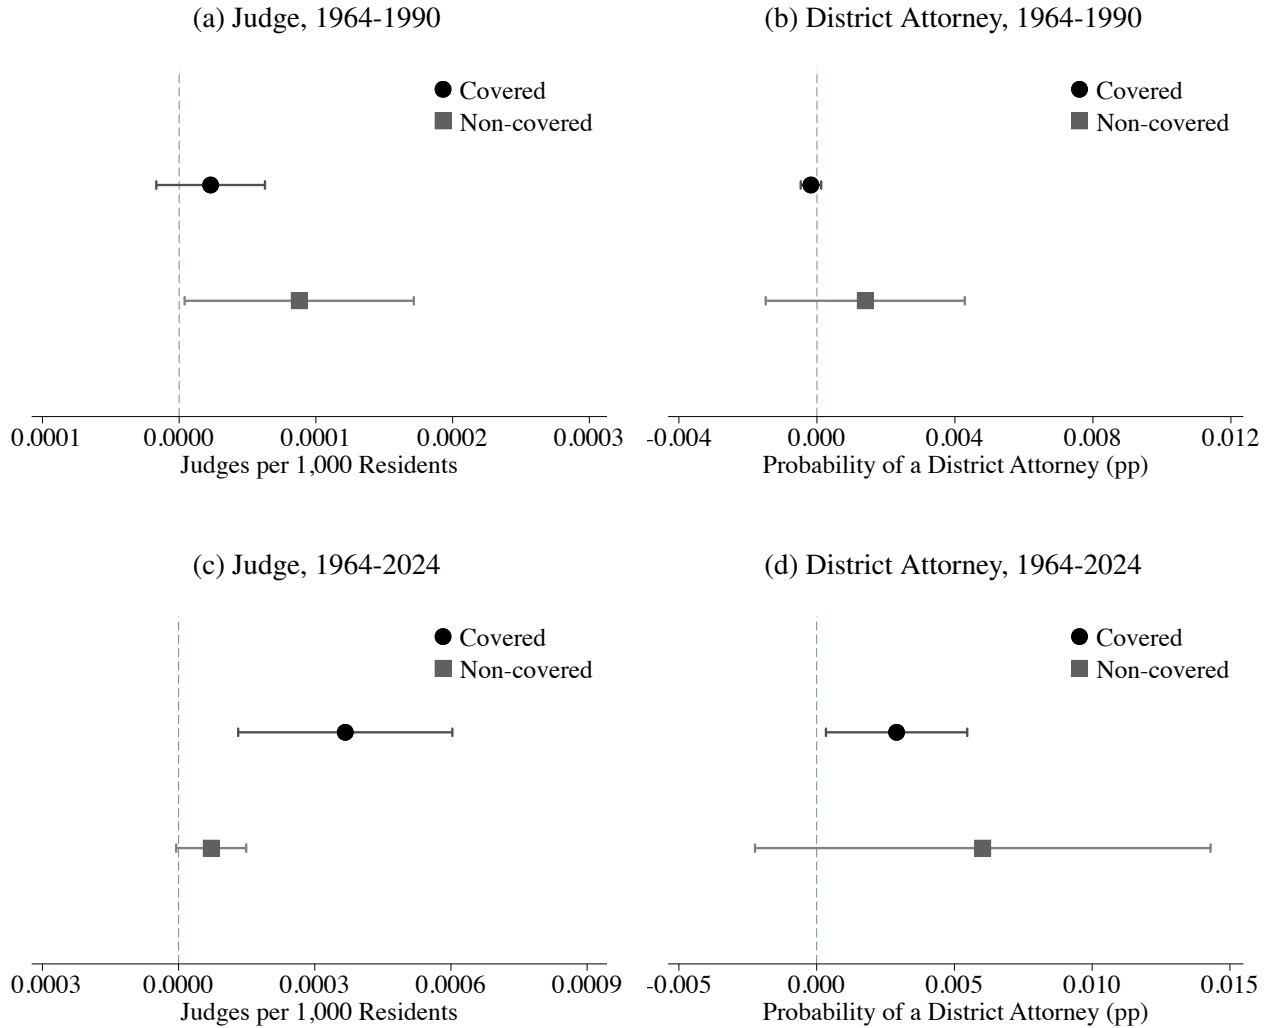 (a) Judge, 1964-1990
Covered
Non-covered
0.0001 0.0000 0.0001 0.0002 0.0003
Judges per 1,000 Residents
(b) District Attorney, 1964-1990
Covered
Non-covered
-0.004 0.000 0.004 0.008 0.012
Probability of a District Attorney (pp)
(c) Judge, 1964-2024
Covered
Non-covered
0.0003 0.0000 0.0003 0.0006 0.0009
Judges per 1,000 Residents
(d) District Attorney, 1964-2024
Covered
Non-covered
-0.005 0.000 0.005 0.010 0.015
Probability of a District Attorney (pp)